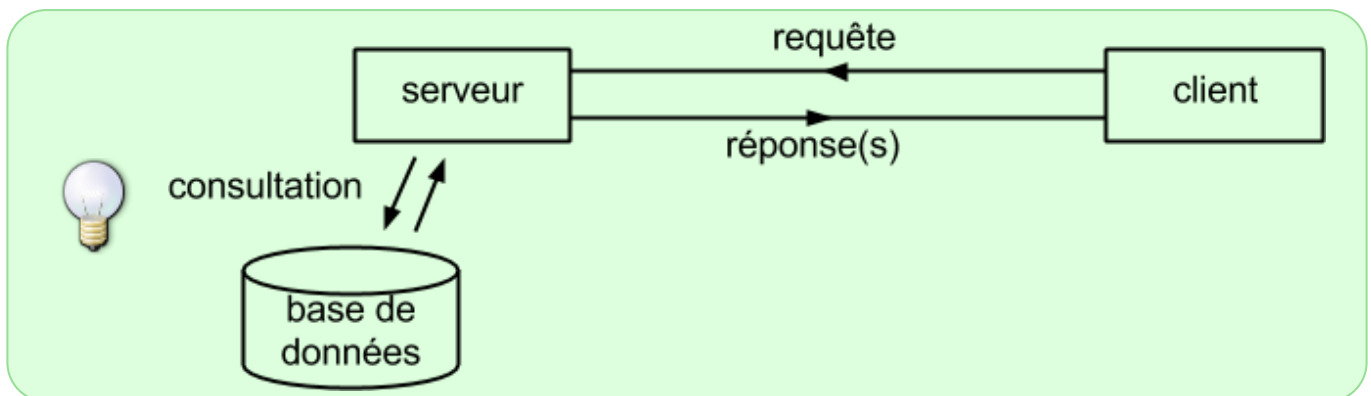 requête
serveur
client
réponse(s)
consultation
base de
données